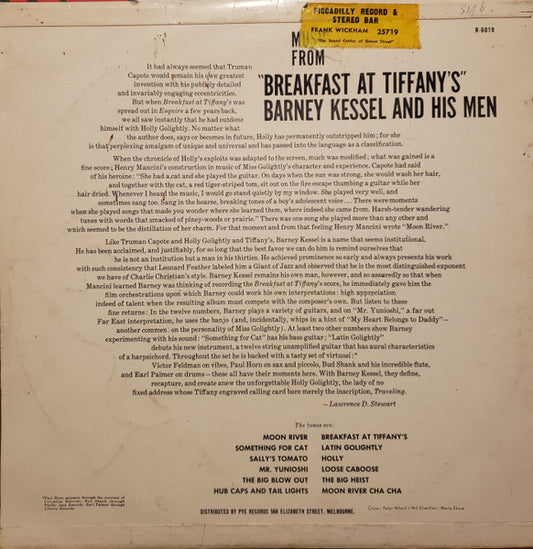 PICCADILLY RECORD &
STEREO BAR
FRANK WICKHAM 25719
"The Sound Centre of Queen Street"
R-6019
FROM
"BREAKFAST AT TIFFANY'S"
BARNEY KESSEL AND HIS MEN
It had always seemed that Truman
Capote would remain his own greatest
invention with his publicly detailed
and invariably engaging eccentricities.
But when Breakfast at Tiffany's was
spread out in Esquire a few years back,
we all saw instantly that he had outdone
himself with Holly Golightly. No matter what
the author does, says or becomes in future, Holly has permanently outstripped him; for she
is that perplexing amalgam of unique and universal and has passed into the language as a classification.
When the chronicle of Holly's exploits was adapted to the screen, much was modified; what was gained is a
fine score; Henry Mancini's construction in music of Miss Golightly's character and experience. Capote had said
of his heroine: "She had a cat and she played the guitar. On days when the sun was strong, she would wash her hair,
and together with the cat, a red tiger-striped tom, sit out on the fire escape thumbing a guitar while her
hair dried. Whenever I heard the music, I would go stand quietly by my window. She played very well, and
sometimes sang too. Sang in the hoarse, breaking tones of a boy's adolescent voice... There were moments
when she played songs that made you wonder where she learned them, where indeed she came from. Harsh-tender wandering
tunes with words that smacked of piney-woods or prairie." There was one song she played more than any other and
which seemed to be the distillation of her charm. For that moment and from that feeling Henry Mancini wrote "Moon River."
Like Truman Capote and Holly Golightly and Tiffany's, Barney Kessel is a name that seems institutional.
He has been acclaimed, and justifiably, for so long that the best favor we can do him is remind ourselves that
he is not an institution but a man in his thirties. He achieved prominence so early and always presents his work
with such consistency that Leonard Feather labeled him a Giant of Jazz and observed that he is the most distinguished exponent
we have of Charlie Christian's style. Barney Kessel remains his own man, however, and so assuredly so that when
Mancini learned Barney was thinking of recording the Breakfast at Tiffany's score, he immediately gave him the
film orchestrations upon which Barney could work his own interpretations: high appreciation
indeed of talent when the resulting album must compete with the composer's own. But listen to these
fine returns: In the twelve numbers, Barney plays a variety of guitars, and on "Mr. Yunioshi," a far out
Far East interpretation, he uses the banjo (and, incidentally, whips in a hint of "My Heart Belongs to Daddy"—
another comment on the personality of Miss Golightly). At least two other numbers show Barney
experimenting with his sound: "Something for Cat" has his bass guitar; "Latin Golightly"
debuts his new instrument, a twelve string unamplified guitar that has aural characteristics
of a harpsichord. Throughout the set he is backed with a tasty set of virtuosi:*
Victor Feldman on vibes, Paul Horn on sax and piccolo, Bud Shank and his incredible flute,
and Earl Palmer on drums—these all have their moments here. With Barney Kessel, they define,
recapture, and create anew the unforgettable Holly Golightly, the lady of no
fixed address whose Tiffany engraved calling card bore merely the inscription, Traveling.
—Lawrence D. Stewart
The tunes are:
MOON RIVER BREAKFAST AT TIFFANY'S
SOMETHING FOR CAT LATIN GOLIGHTLY
SALLY'S TOMATO HOLLY
MR. YUNIOSHI LOOSE CABOOSE
THE BIG BLOW OUT THE BIG HEIST
HUB CAPS AND TAIL LIGHTS MOON RIVER CHA CHA
*Paul Horn appears through the courtesy of
Columbia Records, Bud Shank through
Pacific Jazz Records, Earl Palmer through
Liberty Records.
Cover: Peter Whorf / Art Direction: Merle Shore
DISTRIBUTED BY PYE RECORDS 584 ELIZABETH STREET, MELBOURNE.